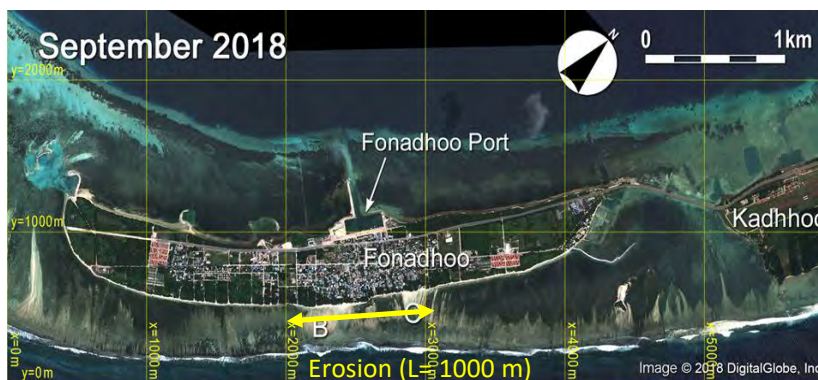 September 2018
N
0 1km
y=2000m
Fonadhoo Port
y=1000m
Kadhhoo
Fonadhoo
B C
x=0m
x=1000m
x=2000m
x=3000m
x=4000m
x=5000m
y=0m
Erosion (L= 1000 m)
Image © 2018 DigitalGlobe, Inc